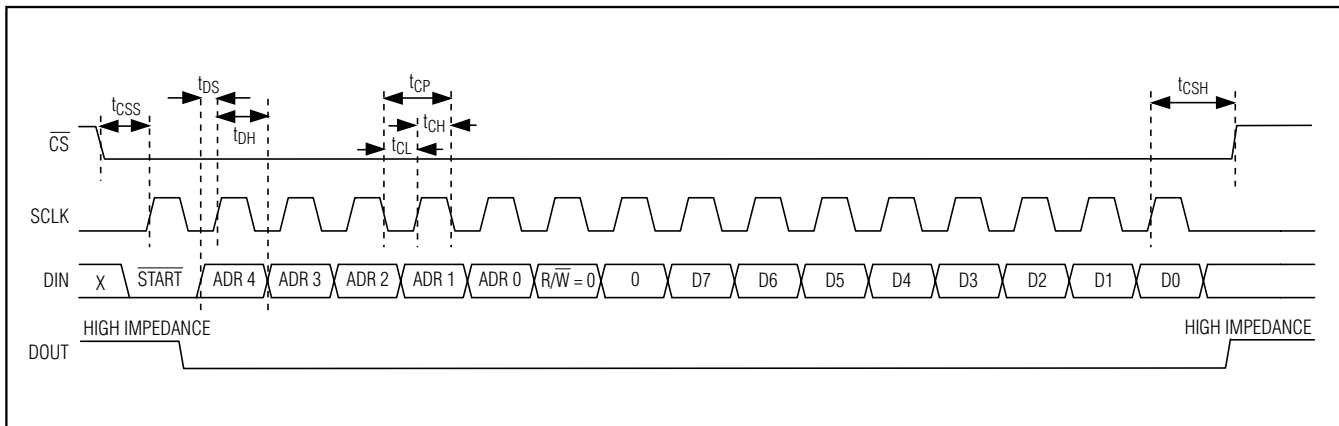 tDS
tCP
tCSH
tCSS
tCH
tDH
tCL
CS
SCLK
DIN X START ADR 4 ADR 3 ADR 2 ADR 1 ADR 0 R/W = 0 0 D7 D6 D5 D4 D3 D2 D1 D0
HIGH IMPEDANCE HIGH IMPEDANCE
DOUT